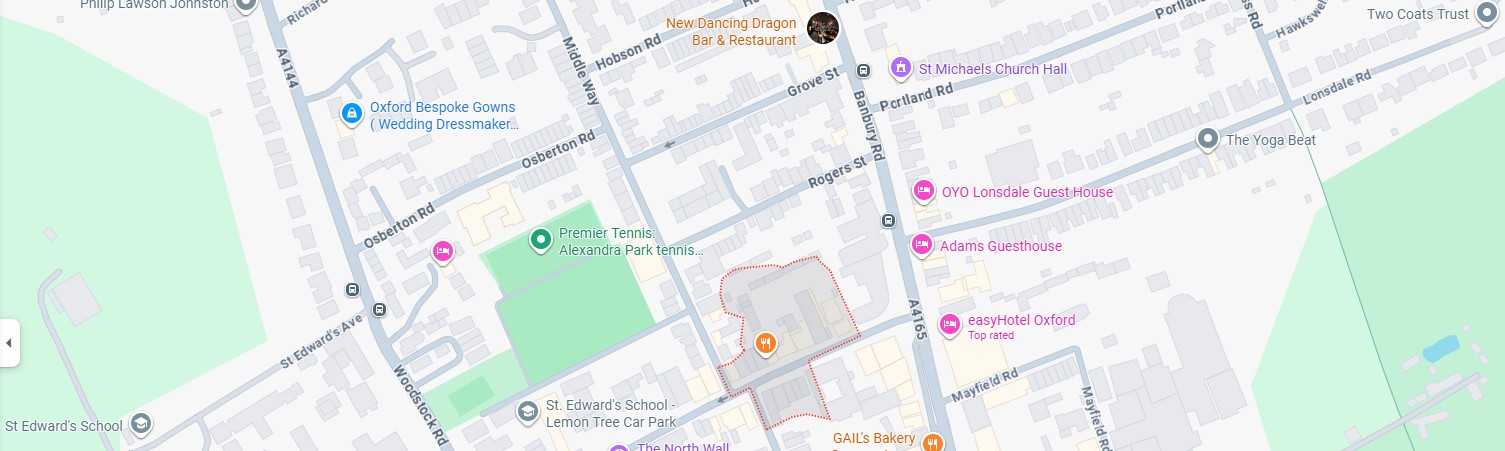 Philip Lawson Johnston
Richard
A4144
Middle Way
Hobson Rd
New Dancing Dragon
Bar & Restaurant
Grove St
Banbury Rd
St Michaels Church Hall
Portland Rd
Portland
Rd
Hawkswell
Two Coats Trust
Lonsdale Rd
The Yoga Beat
Oxford Bespoke Gowns
( Wedding Dressmaker...
Osberton Rd
Osberton Rd
Rogers St
OYO Lonsdale Guest House
Adams Guesthouse
Premier Tennis:
Alexandra Park tennis...
A4165
easyHotel Oxford
Top rated
St Edward's Ave
Woodstock Rd
Mayfield Rd
Mayfield Rd
St Edward's School
St. Edward's School -
Lemon Tree Car Park
The North Wall
GAIL's Bakery